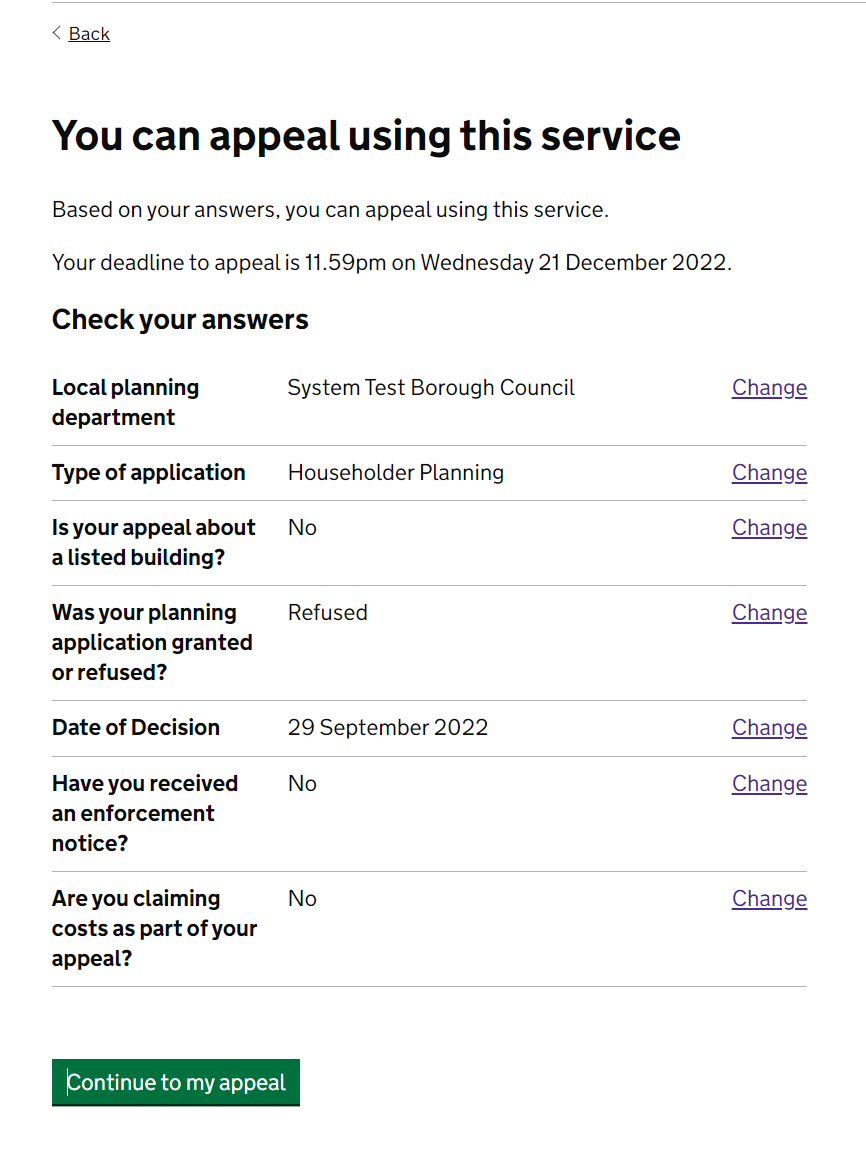 Back
You can appeal using this service
Based on your answers, you can appeal using this service.
Your deadline to appeal is 11.59pm on Wednesday 21 December 2022.
Check your answers
Local planning
department
System Test Borough Council
Change
Type of application
Householder Planning
Change
Is your appeal about
a listed building?
No
Change
Was your planning
application granted
or refused?
Refused
Change
Date of Decision
29 September 2022
Change
Have you received
an enforcement
notice?
No
Change
Are you claiming
costs as part of your
appeal?
No
Change
Continue to my appeal